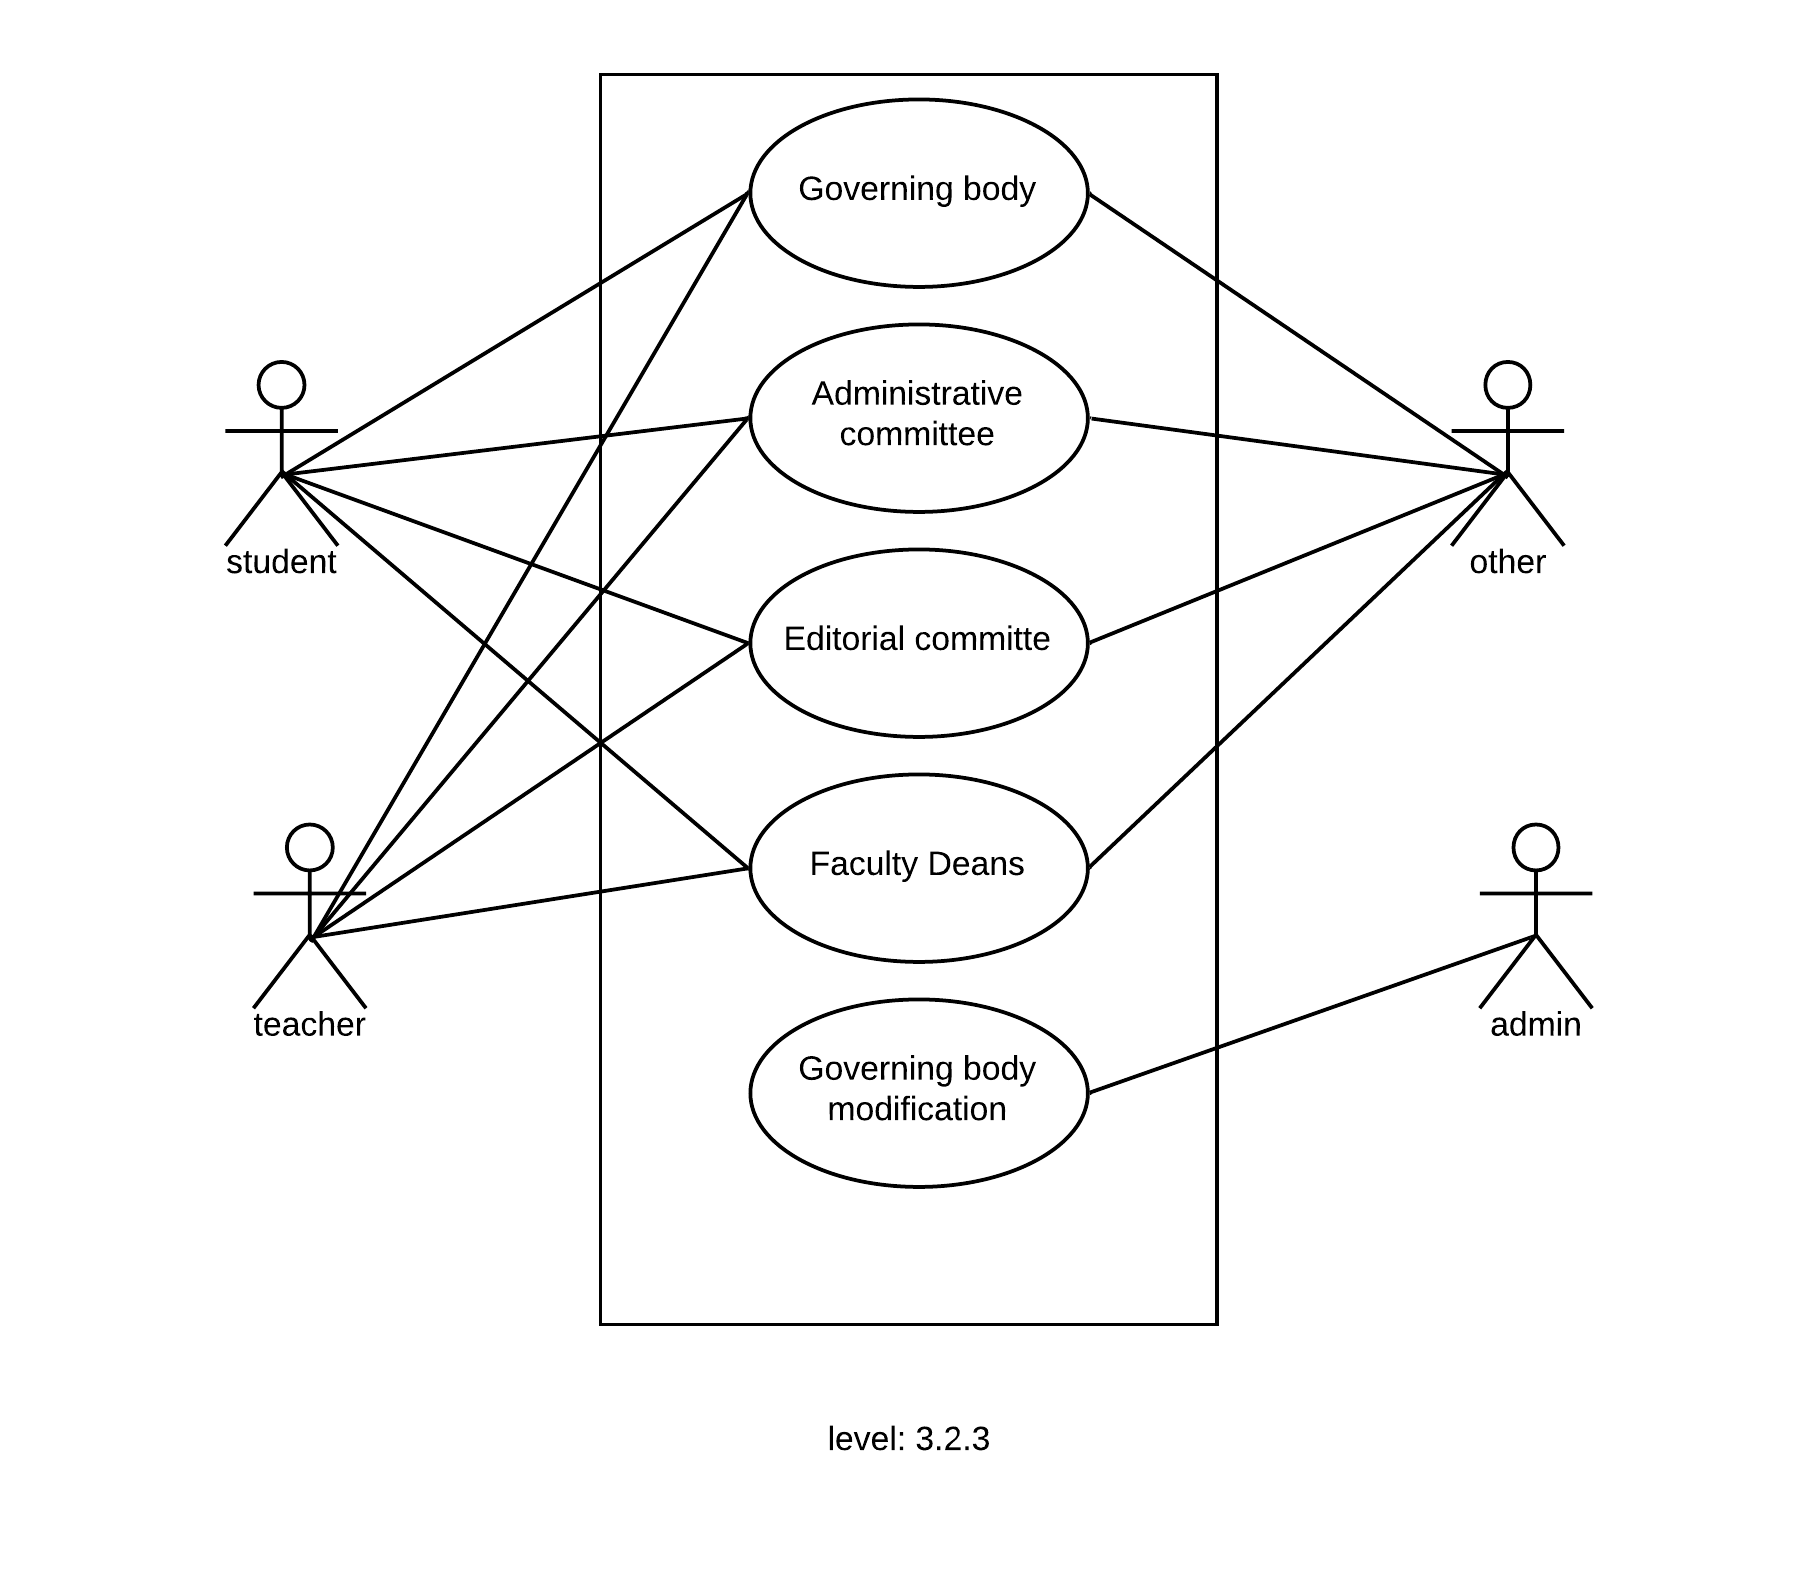 Governing body
Administrative
committee
student
other
Editorial committe
Faculty Deans
teacher
admin
Governing body
modification
level: 3.2.3